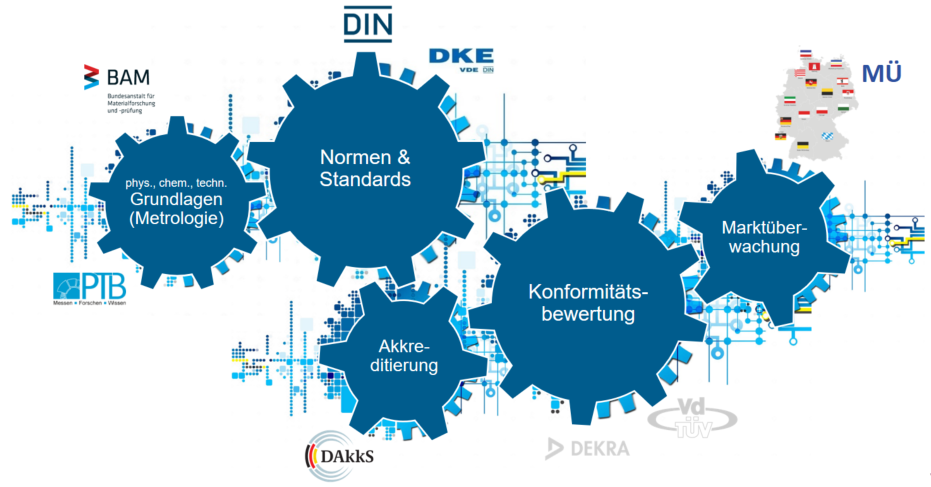 DIN
DKE
VDE DIN
BAM
Bundesanstalt für
Materialforschung
und -prüfung
MÜ
Normen &
Standards
phys., chem., techn.
Grundlagen
(Metrologie)
Marktüber-
wachung
PTB
Messen • Forschen • Wissen
Konformitäts-
bewertung
Akkre-
ditierung
Vd
TÜV
DEKRA
DAkkS